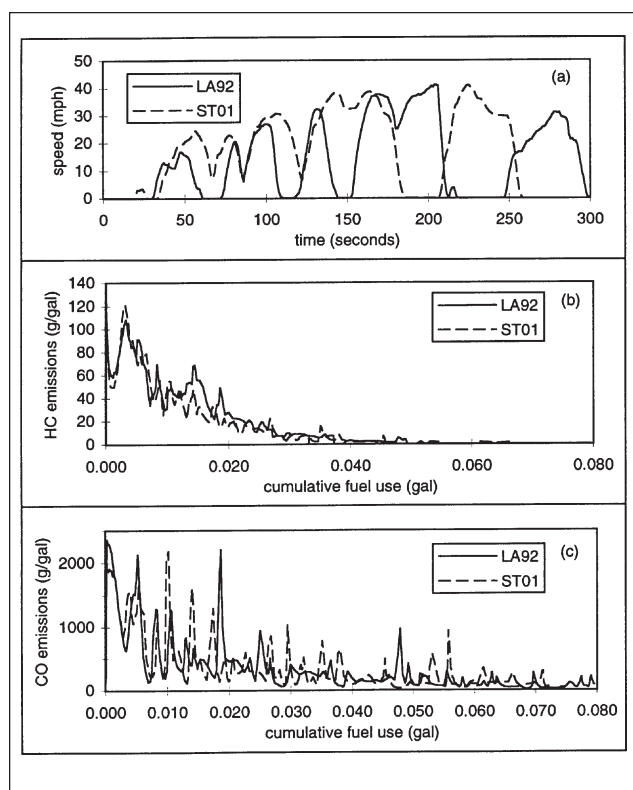 (a)
LA92
ST01
speed (mph)
50
40
30
20
10
0
0 50 100 150 200 250 300
time (seconds)
(b)
LA92
ST01
HC emissions (g/gal)
140
120
100
80
60
40
20
0
0.000 0.020 0.040 0.060 0.080
cumulative fuel use (gal)
(c)
LA92
ST01
CO emissions (g/gal)
2000
1000
0
0.000 0.010 0.020 0.030 0.040 0.050 0.060 0.070 0.080
cumulative fuel use (gal)